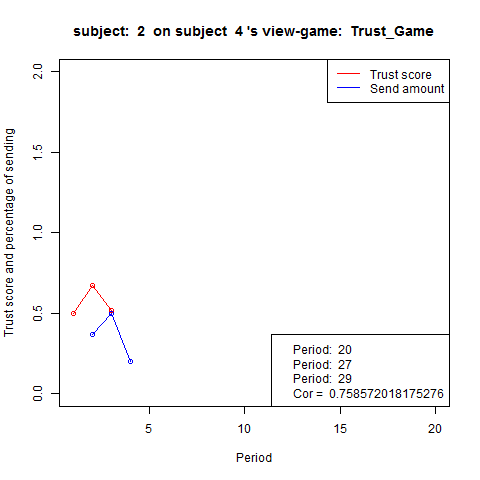 subject:  2  on subject  4 's view-game:  Trust_Game
Trust score
Send amount
Trust score and percentage of sending
2.0
1.5
1.0
0.5
0.0
Period:  20
Period:  27
Period:  29
Cor =  0.758572018175276
5
10
15
20
Period